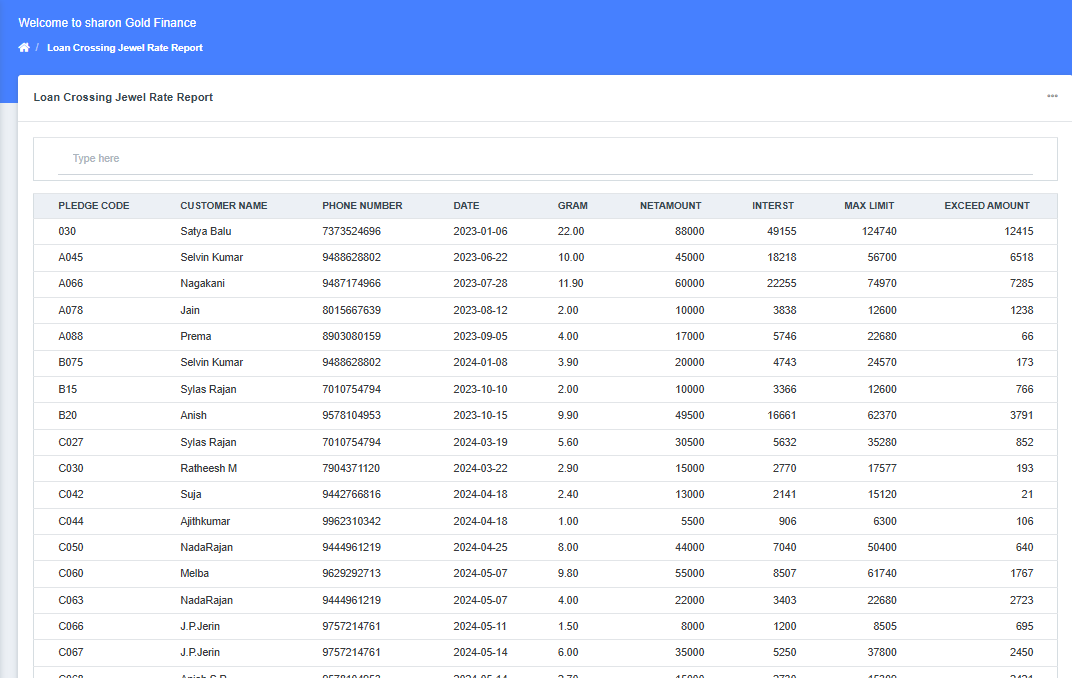 Welcome to sharon Gold Finance
/ Loan Crossing Jewel Rate Report
Loan Crossing Jewel Rate Report
Type here
PLEDGE CODE CUSTOMER NAME PHONE NUMBER DATE GRAM NETAMOUNT INTERST MAX LIMIT EXCEED AMOUNT
030 Satya Balu 7373524696 2023-01-06 22.00 88000 49155 124740 12415
A045 Selvin Kumar 9488628802 2023-06-22 10.00 45000 18218 56700 6518
A066 Nagakani 9487174966 2023-07-28 11.90 60000 22255 74970 7285
A078 Jain 8015667639 2023-08-12 2.00 10000 3838 12600 1238
A088 Prema 8903080159 2023-09-05 4.00 17000 5746 22680 66
B075 Selvin Kumar 9488628802 2024-01-08 3.90 20000 4743 24570 173
B15 Sylas Rajan 7010754794 2023-10-10 2.00 10000 3366 12600 766
B20 Anish 9578104953 2023-10-15 9.90 49500 16661 62370 3791
C027 Sylas Rajan 7010754794 2024-03-19 5.60 30500 5632 35280 852
C030 Ratheesh M 7904371120 2024-03-22 2.90 15000 2770 17577 193
C042 Suja 9442766816 2024-04-18 2.40 13000 2141 15120 21
C044 Ajithkumar 9962310342 2024-04-18 1.00 5500 906 6300 106
C050 NadaRajan 9444961219 2024-04-25 8.00 44000 7040 50400 640
C060 Melba 9629292713 2024-05-07 9.80 55000 8507 61740 1767
C063 NadaRajan 9444961219 2024-05-07 4.00 22000 3403 22680 2723
C066 J.P.Jerin 9757214761 2024-05-11 1.50 8000 1200 8505 695
C067 J.P.Jerin 9757214761 2024-05-14 6.00 35000 5250 37800 2450